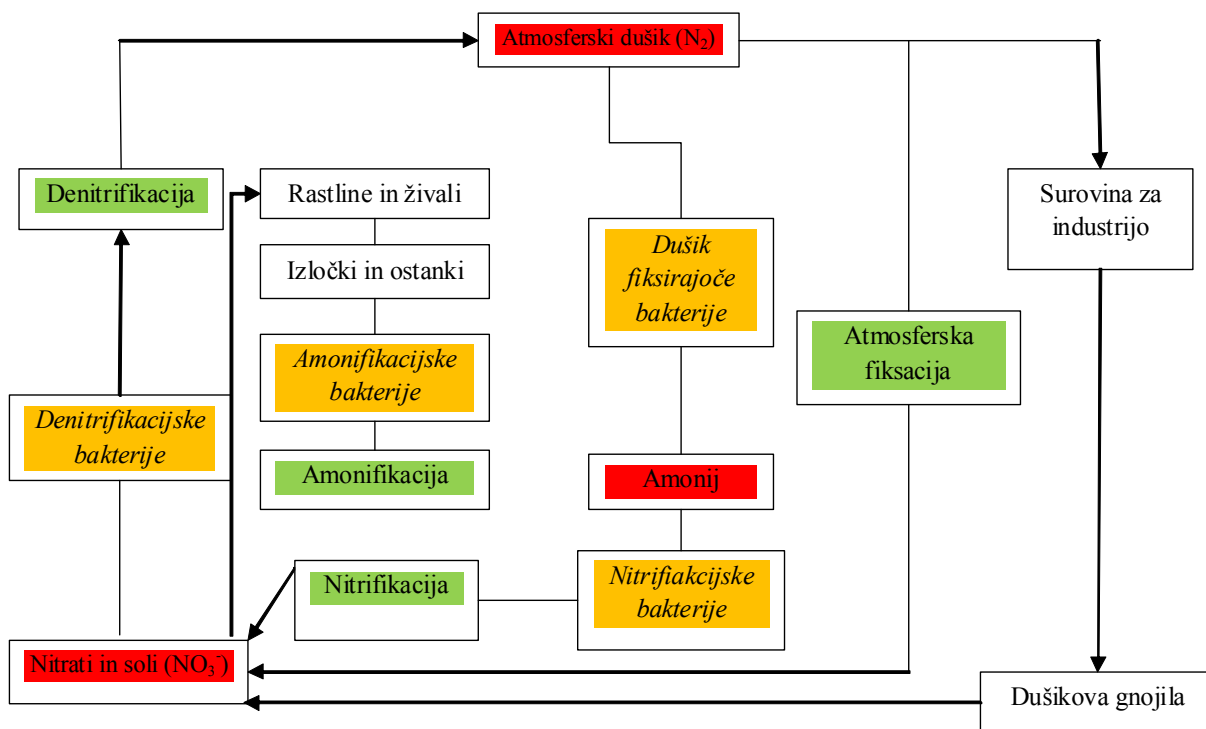 Atmosferski dušik (N₂)
Denitrifikacija
Rastline in živali
Surovina za
industrijo
Dušik
fiksirajoče
bakterije
Izločki in ostanki
Atmosferska
fiksacija
Amonifikacijske
bakterije
Denitrifikacijske
bakterije
Amonifikacija
Amonij
Nitrifikacija
Nitrifiakcijske
bakterije
Nitrati in soli (NO₃⁻)
Dušikova gnojila